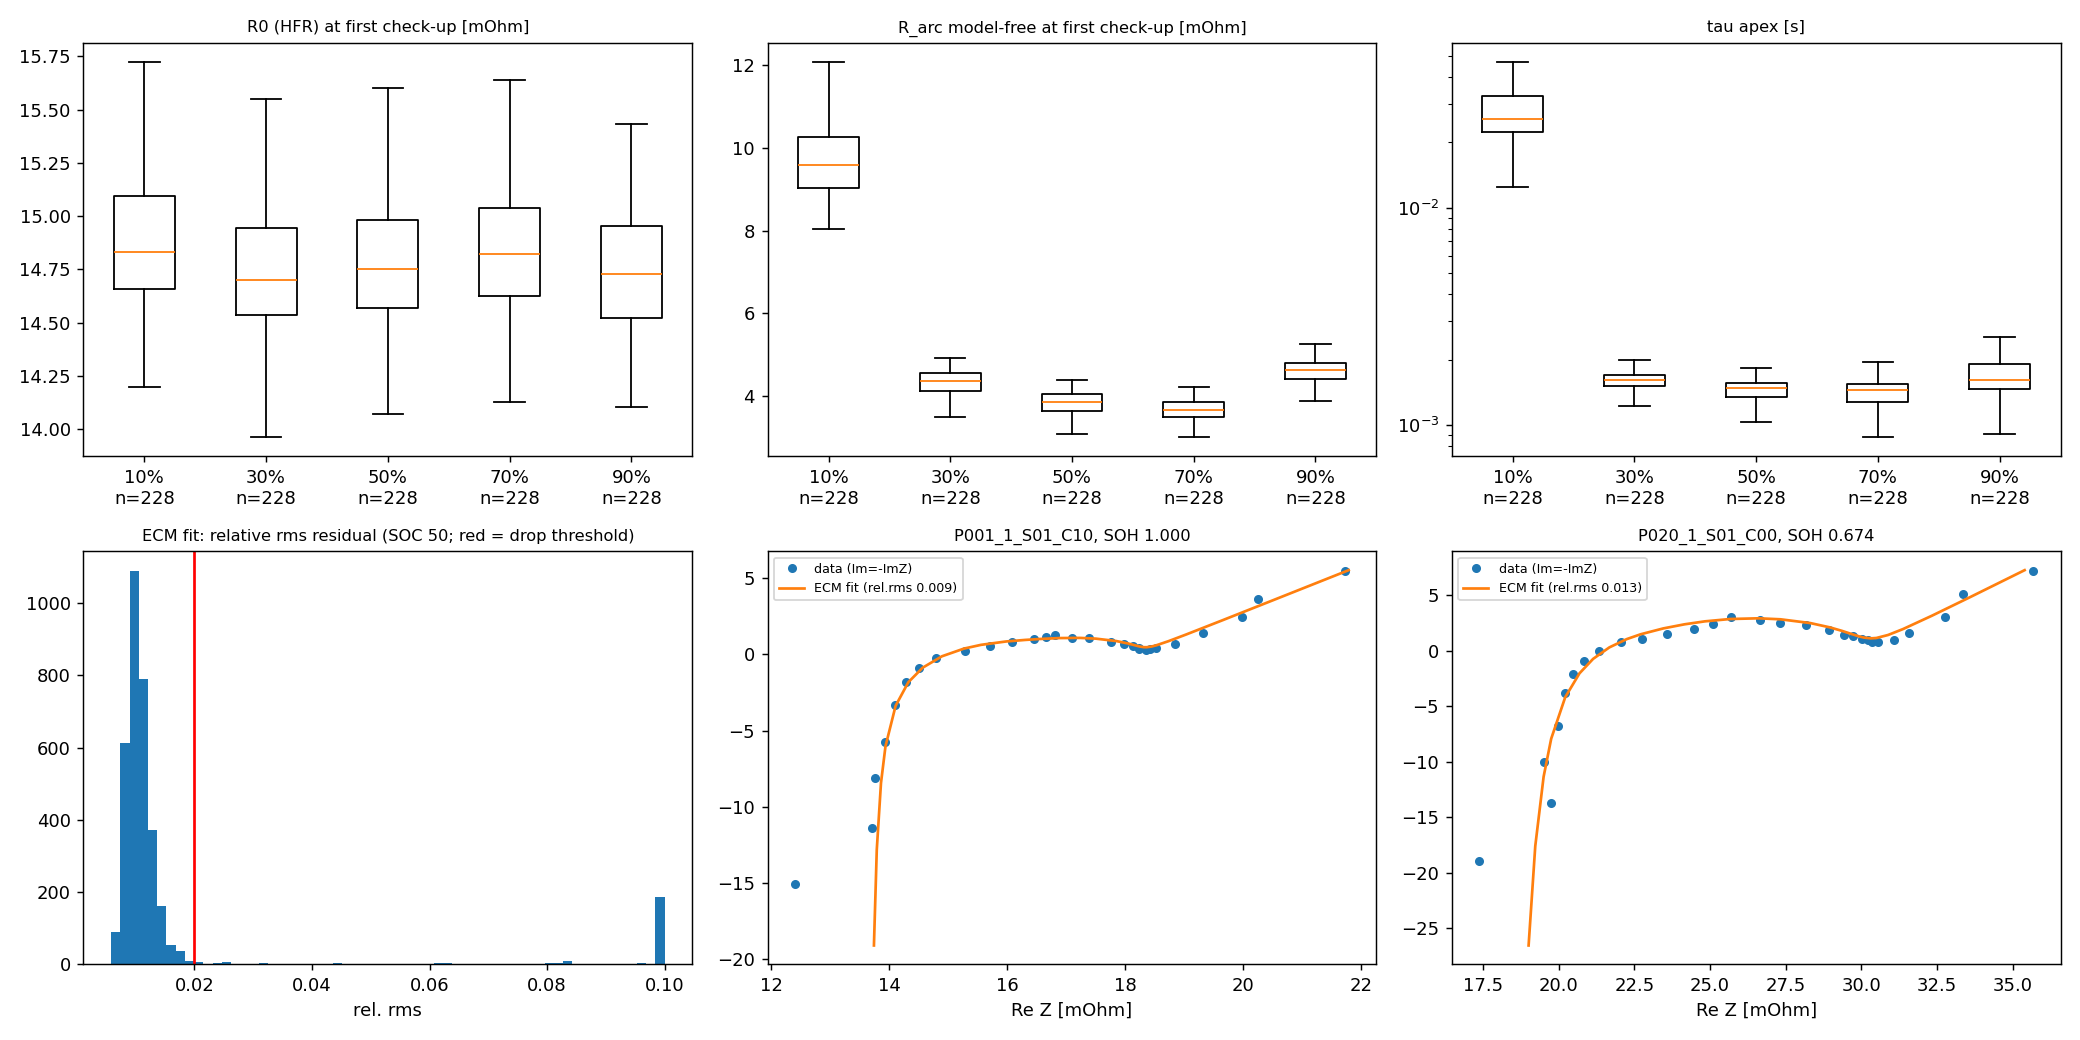 R0 (HFR) at first check-up [mOhm]
15.75
15.50
15.25
15.00
14.75
14.50
14.25
14.00
10% 30% 50% 70% 90%
n=228 n=228 n=228 n=228 n=228
R_arc model-free at first check-up [mOhm]
12
10
8
6
4
10% 30% 50% 70% 90%
n=228 n=228 n=228 n=228 n=228
tau apex [s]
10⁻²
10⁻³
10% 30% 50% 70% 90%
n=228 n=228 n=228 n=228 n=228
ECM fit: relative rms residual (SOC 50; red = drop threshold)
1000
800
600
400
200
0
0.02 0.04 0.06 0.08 0.10
rel. rms
P001_1_S01_C10, SOH 1.000
data (Im=-ImZ)
ECM fit (rel.rms 0.009)
5
0
−5
−10
−15
−20
12 14 16 18 20 22
Re Z [mOhm]
P020_1_S01_C00, SOH 0.674
data (Im=-ImZ)
ECM fit (rel.rms 0.013)
5
0
−5
−10
−15
−20
−25
17.5 20.0 22.5 25.0 27.5 30.0 32.5 35.0
Re Z [mOhm]